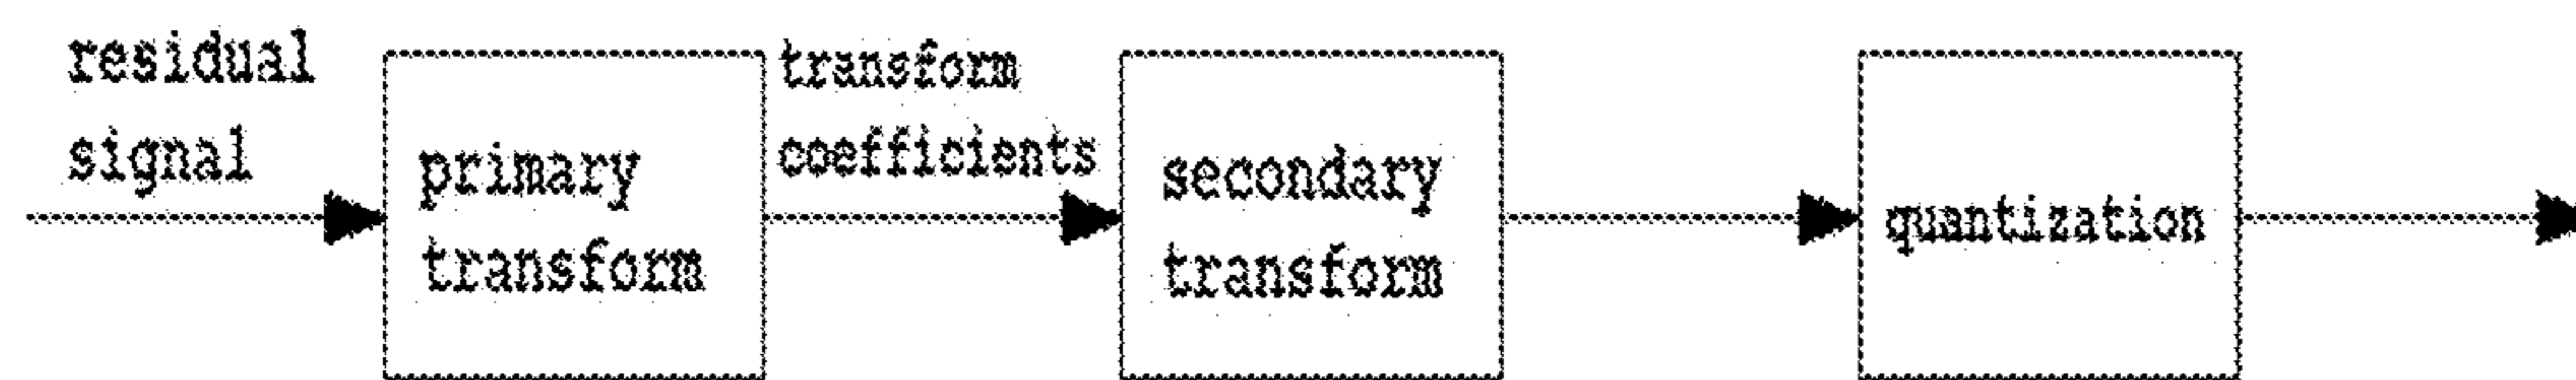 residual
signal
primary
transform
transform
coefficients
secondary
transform
quantization